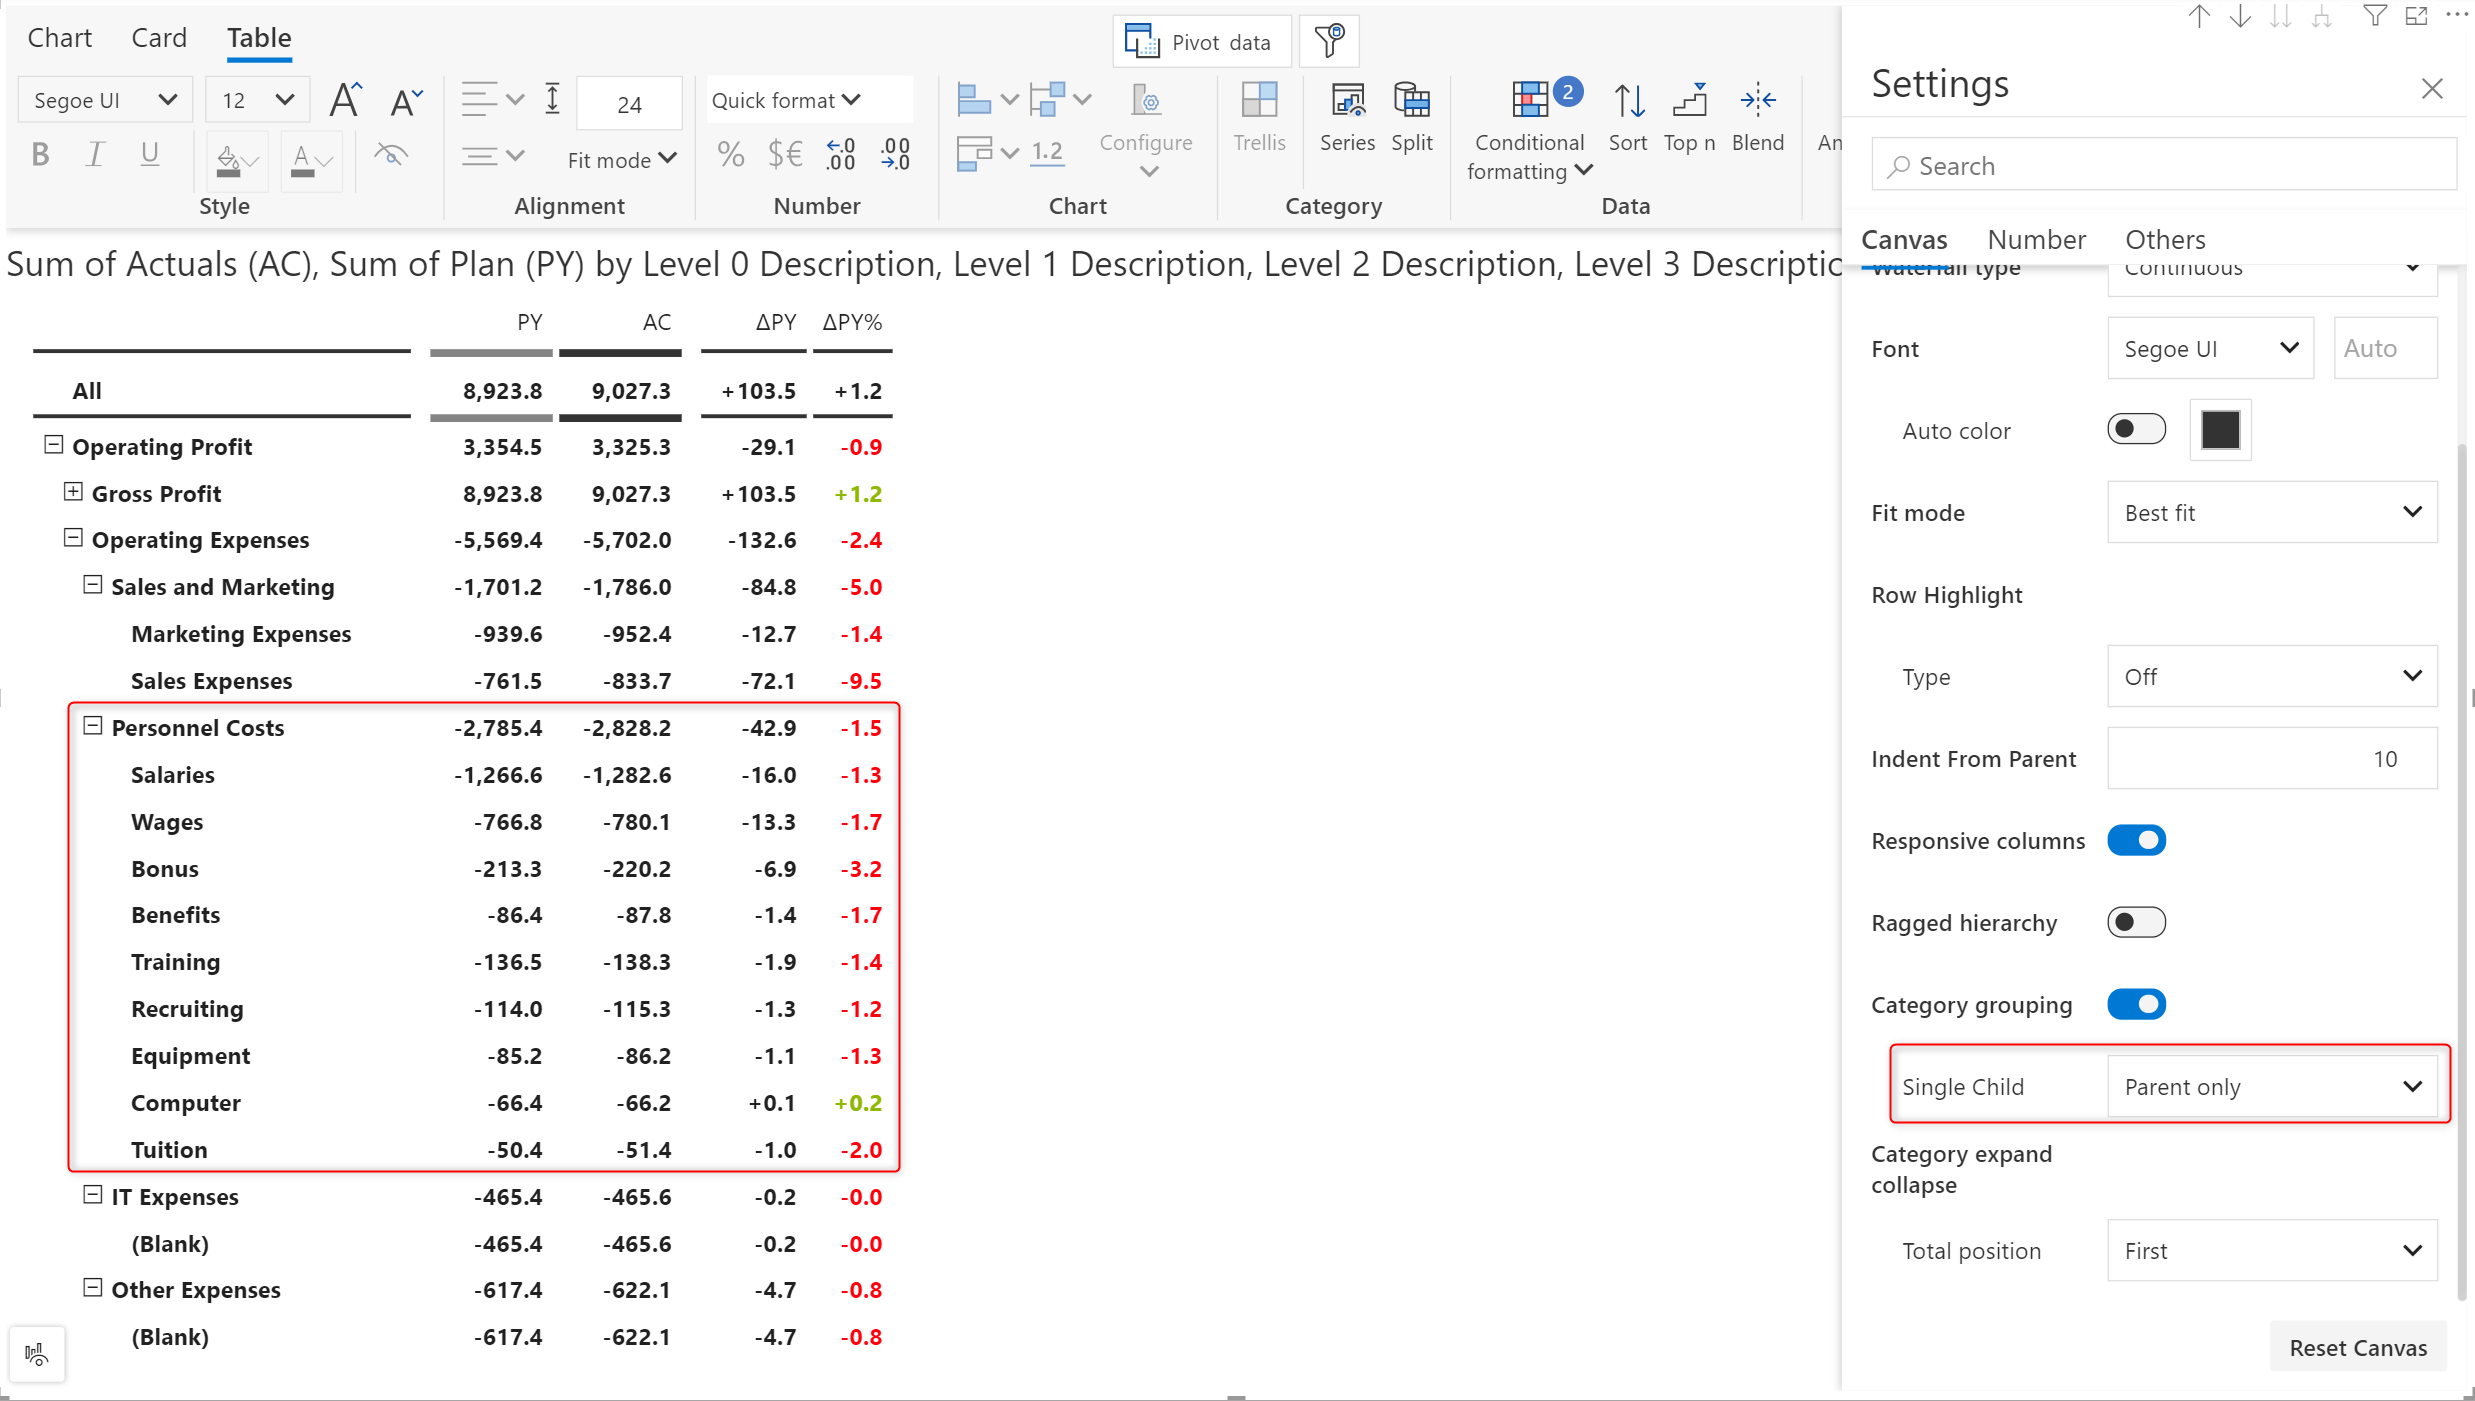 Chart Card Table
Pivot data
Segoe UI 12 A A 24 Quick format
B I U A Fit mode % $€ .0 .00 .00 .0 1.2
Configure Trellis Series Split Conditional formatting 2 Sort Top n Blend An
Style Alignment Number Chart Category Data
Sum of Actuals (AC), Sum of Plan (PY) by Level 0 Description, Level 1 Description, Level 2 Description, Level 3 Descriptio
PY AC ΔPY ΔPY%
All 8,923.8 9,027.3 +103.5 +1.2
Operating Profit 3,354.5 3,325.3 -29.1 -0.9
Gross Profit 8,923.8 9,027.3 +103.5 +1.2
Operating Expenses -5,569.4 -5,702.0 -132.6 -2.4
Sales and Marketing -1,701.2 -1,786.0 -84.8 -5.0
Marketing Expenses -939.6 -952.4 -12.7 -1.4
Sales Expenses -761.5 -833.7 -72.1 -9.5
Personnel Costs -2,785.4 -2,828.2 -42.9 -1.5
Salaries -1,266.6 -1,282.6 -16.0 -1.3
Wages -766.8 -780.1 -13.3 -1.7
Bonus -213.3 -220.2 -6.9 -3.2
Benefits -86.4 -87.8 -1.4 -1.7
Training -136.5 -138.3 -1.9 -1.4
Recruiting -114.0 -115.3 -1.3 -1.2
Equipment -85.2 -86.2 -1.1 -1.3
Computer -66.4 -66.2 +0.1 +0.2
Tuition -50.4 -51.4 -1.0 -2.0
IT Expenses -465.4 -465.6 -0.2 -0.0
(Blank) -465.4 -465.6 -0.2 -0.0
Other Expenses -617.4 -622.1 -4.7 -0.8
(Blank) -617.4 -622.1 -4.7 -0.8
Settings
Search
Canvas Number Others
Waterfall type Continuous
Font Segoe UI Auto
Auto color
Fit mode Best fit
Row Highlight
Type Off
Indent From Parent 10
Responsive columns
Ragged hierarchy
Category grouping
Single Child Parent only
Category expand
collapse
Total position First
Reset Canvas